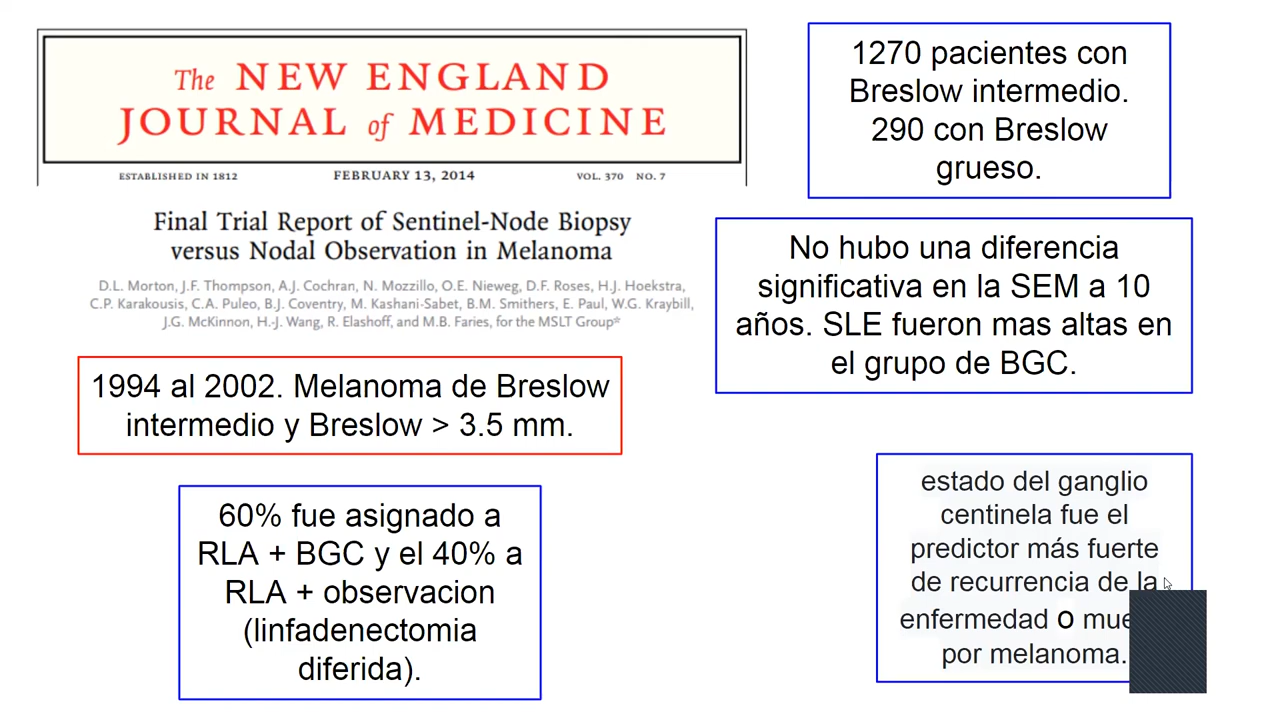 The NEW ENGLAND
JOURNAL of MEDICINE
ESTABLISHED IN 1812 FEBRUARY 13, 2014 VOL. 370 NO. 7
Final Trial Report of Sentinel-Node Biopsy
versus Nodal Observation in Melanoma
D.L. Morton, J.F. Thompson, A.J. Cochran, N. Mozzillo, O.E. Nieweg, D.F. Roses, H.J. Hoekstra,
C.P. Karakousis, C.A. Puleo, B.J. Coventry, M. Kashani-Sabet, B.M. Smithers, E. Paul, W.G. Kraybill,
J.G. McKinnon, H.-J. Wang, R. Elashoff, and M.B. Faries, for the MSLT Group*
1994 al 2002. Melanoma de Breslow
intermedio y Breslow > 3.5 mm.
60% fue asignado a
RLA + BGC y el 40% a
RLA + observacion
(linfadenectomia
diferida).
1270 pacientes con
Breslow intermedio.
290 con Breslow
grueso.
No hubo una diferencia
significativa en la SEM a 10
años. SLE fueron mas altas en
el grupo de BGC.
estado del ganglio
centinela fue el
predictor más fuerte
de recurrencia de la
enfermedad o
por melanoma.